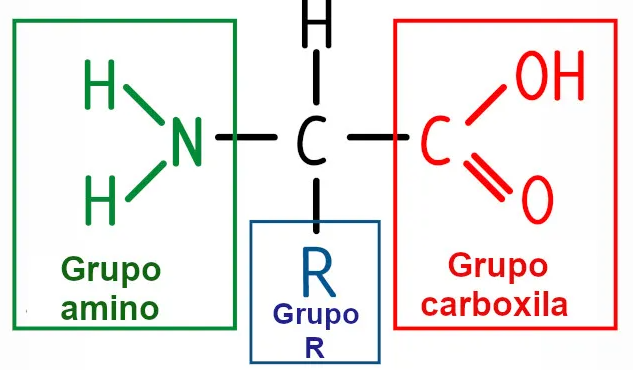 H
H OH
N C C
H O
R
Grupo
amino
Grupo
R
Grupo
carboxila